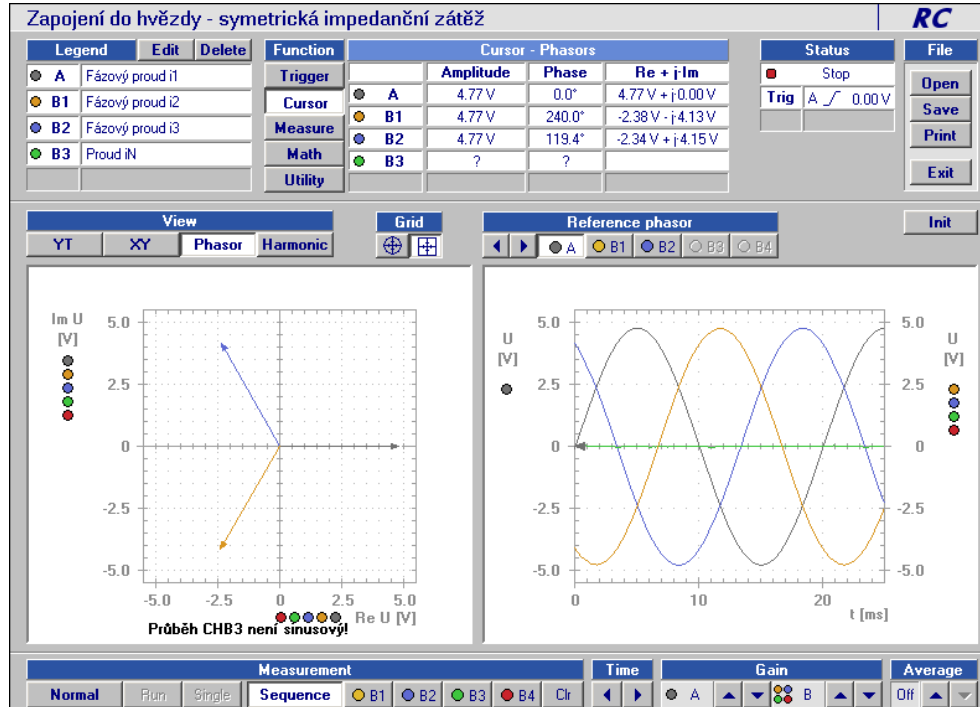 Zapojení do hvězdy - symetrická impedanční zátěž RC
Legend Edit Delete Function Cursor - Phasors Status File
A Fázový proud i1
B1 Fázový proud i2
B2 Fázový proud i3
B3 Proud iN
Trigger
Cursor
Measure
Math
Utility
Amplitude Phase Re + j·Im
A 4.77 V 0.0° 4.77 V + j·0.00 V
B1 4.77 V 240.0° -2.38 V - j·4.13 V
B2 4.77 V 119.4° -2.34 V + j·4.15 V
B3 ? ?
Stop
Trig A 0.00 V
Open
Save
Print
Exit
View Grid Reference phasor Init
YT XY Phasor Harmonic A B1 B2 B3 B4
Im U
[V]
5.0
2.5
0
-2.5
-5.0
-5.0 -2.5 0 2.5 5.0
Re U [V]
Průběh CHB3 není sinusový!
U
[V]
5.0
2.5
0
-2.5
-5.0
0 10 20
t [ms]
5.0
2.5
0
-2.5
-5.0
U
[V]
Measurement Time Gain Average
Normal Run Single Sequence B1 B2 B3 B4 Clr A B Off